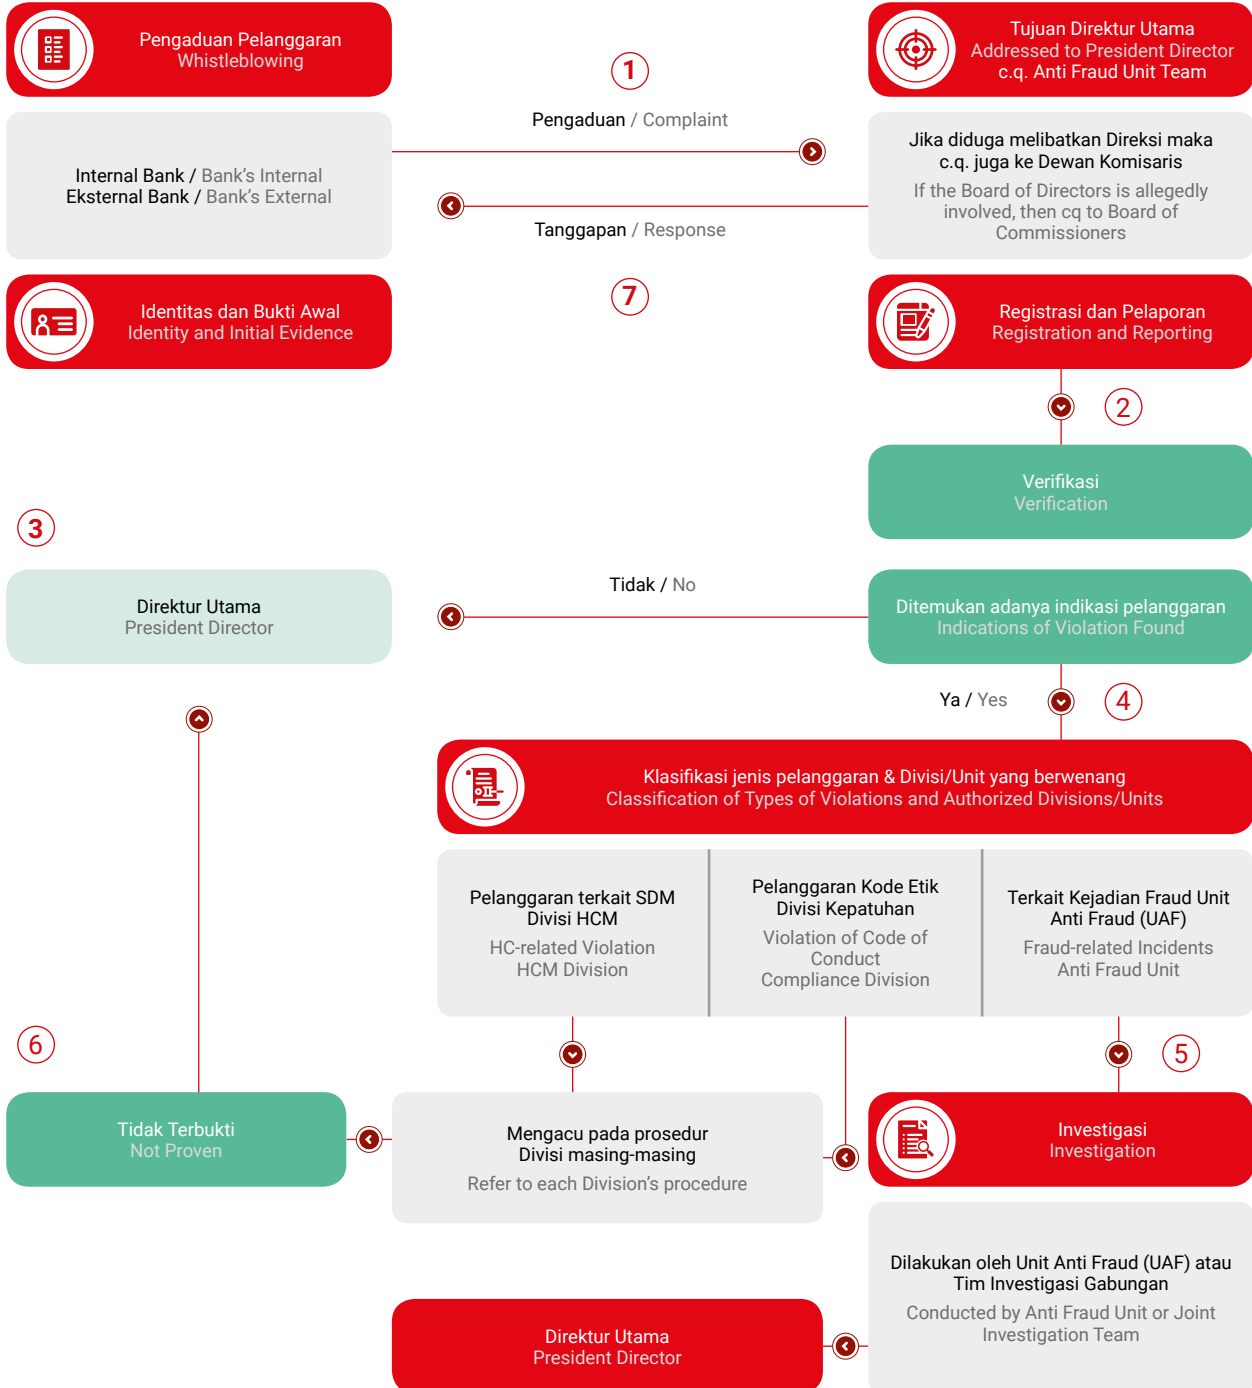 Pengaduan Pelanggaran
Whistleblowing
1
Tujuan Direktur Utama
Addressed to President Director
c.q. Anti Fraud Unit Team
Internal Bank / Bank's Internal
Eksternal Bank / Bank's External
Pengaduan / Complaint
Tanggapan / Response
Jika diduga melibatkan Direksi maka
c.q. juga ke Dewan Komisaris
If the Board of Directors is allegedly
involved, then cq to Board of
Commissioners
Identitas dan Bukti Awal
Identity and Initial Evidence
7
Registrasi dan Pelaporan
Registration and Reporting
2
Verifikasi
Verification
3
Direktur Utama
President Director
Tidak / No
Ditemukan adanya indikasi pelanggaran
Indications of Violation Found
Ya / Yes
4
Klasifikasi jenis pelanggaran & Divisi/Unit yang berwenang
Classification of Types of Violations and Authorized Divisions/Units
Pelanggaran terkait SDM
Divisi HCM
HC-related Violation
HCM Division
Pelanggaran Kode Etik
Divisi Kepatuhan
Violation of Code of
Conduct
Compliance Division
Terkait Kejadian Fraud Unit
Anti Fraud (UAF)
Fraud-related Incidents
Anti Fraud Unit
6
5
Tidak Terbukti
Not Proven
Mengacu pada prosedur
Divisi masing-masing
Refer to each Division's procedure
Investigasi
Investigation
Dilakukan oleh Unit Anti Fraud (UAF) atau
Tim Investigasi Gabungan
Conducted by Anti Fraud Unit or Joint
Investigation Team
Direktur Utama
President Director